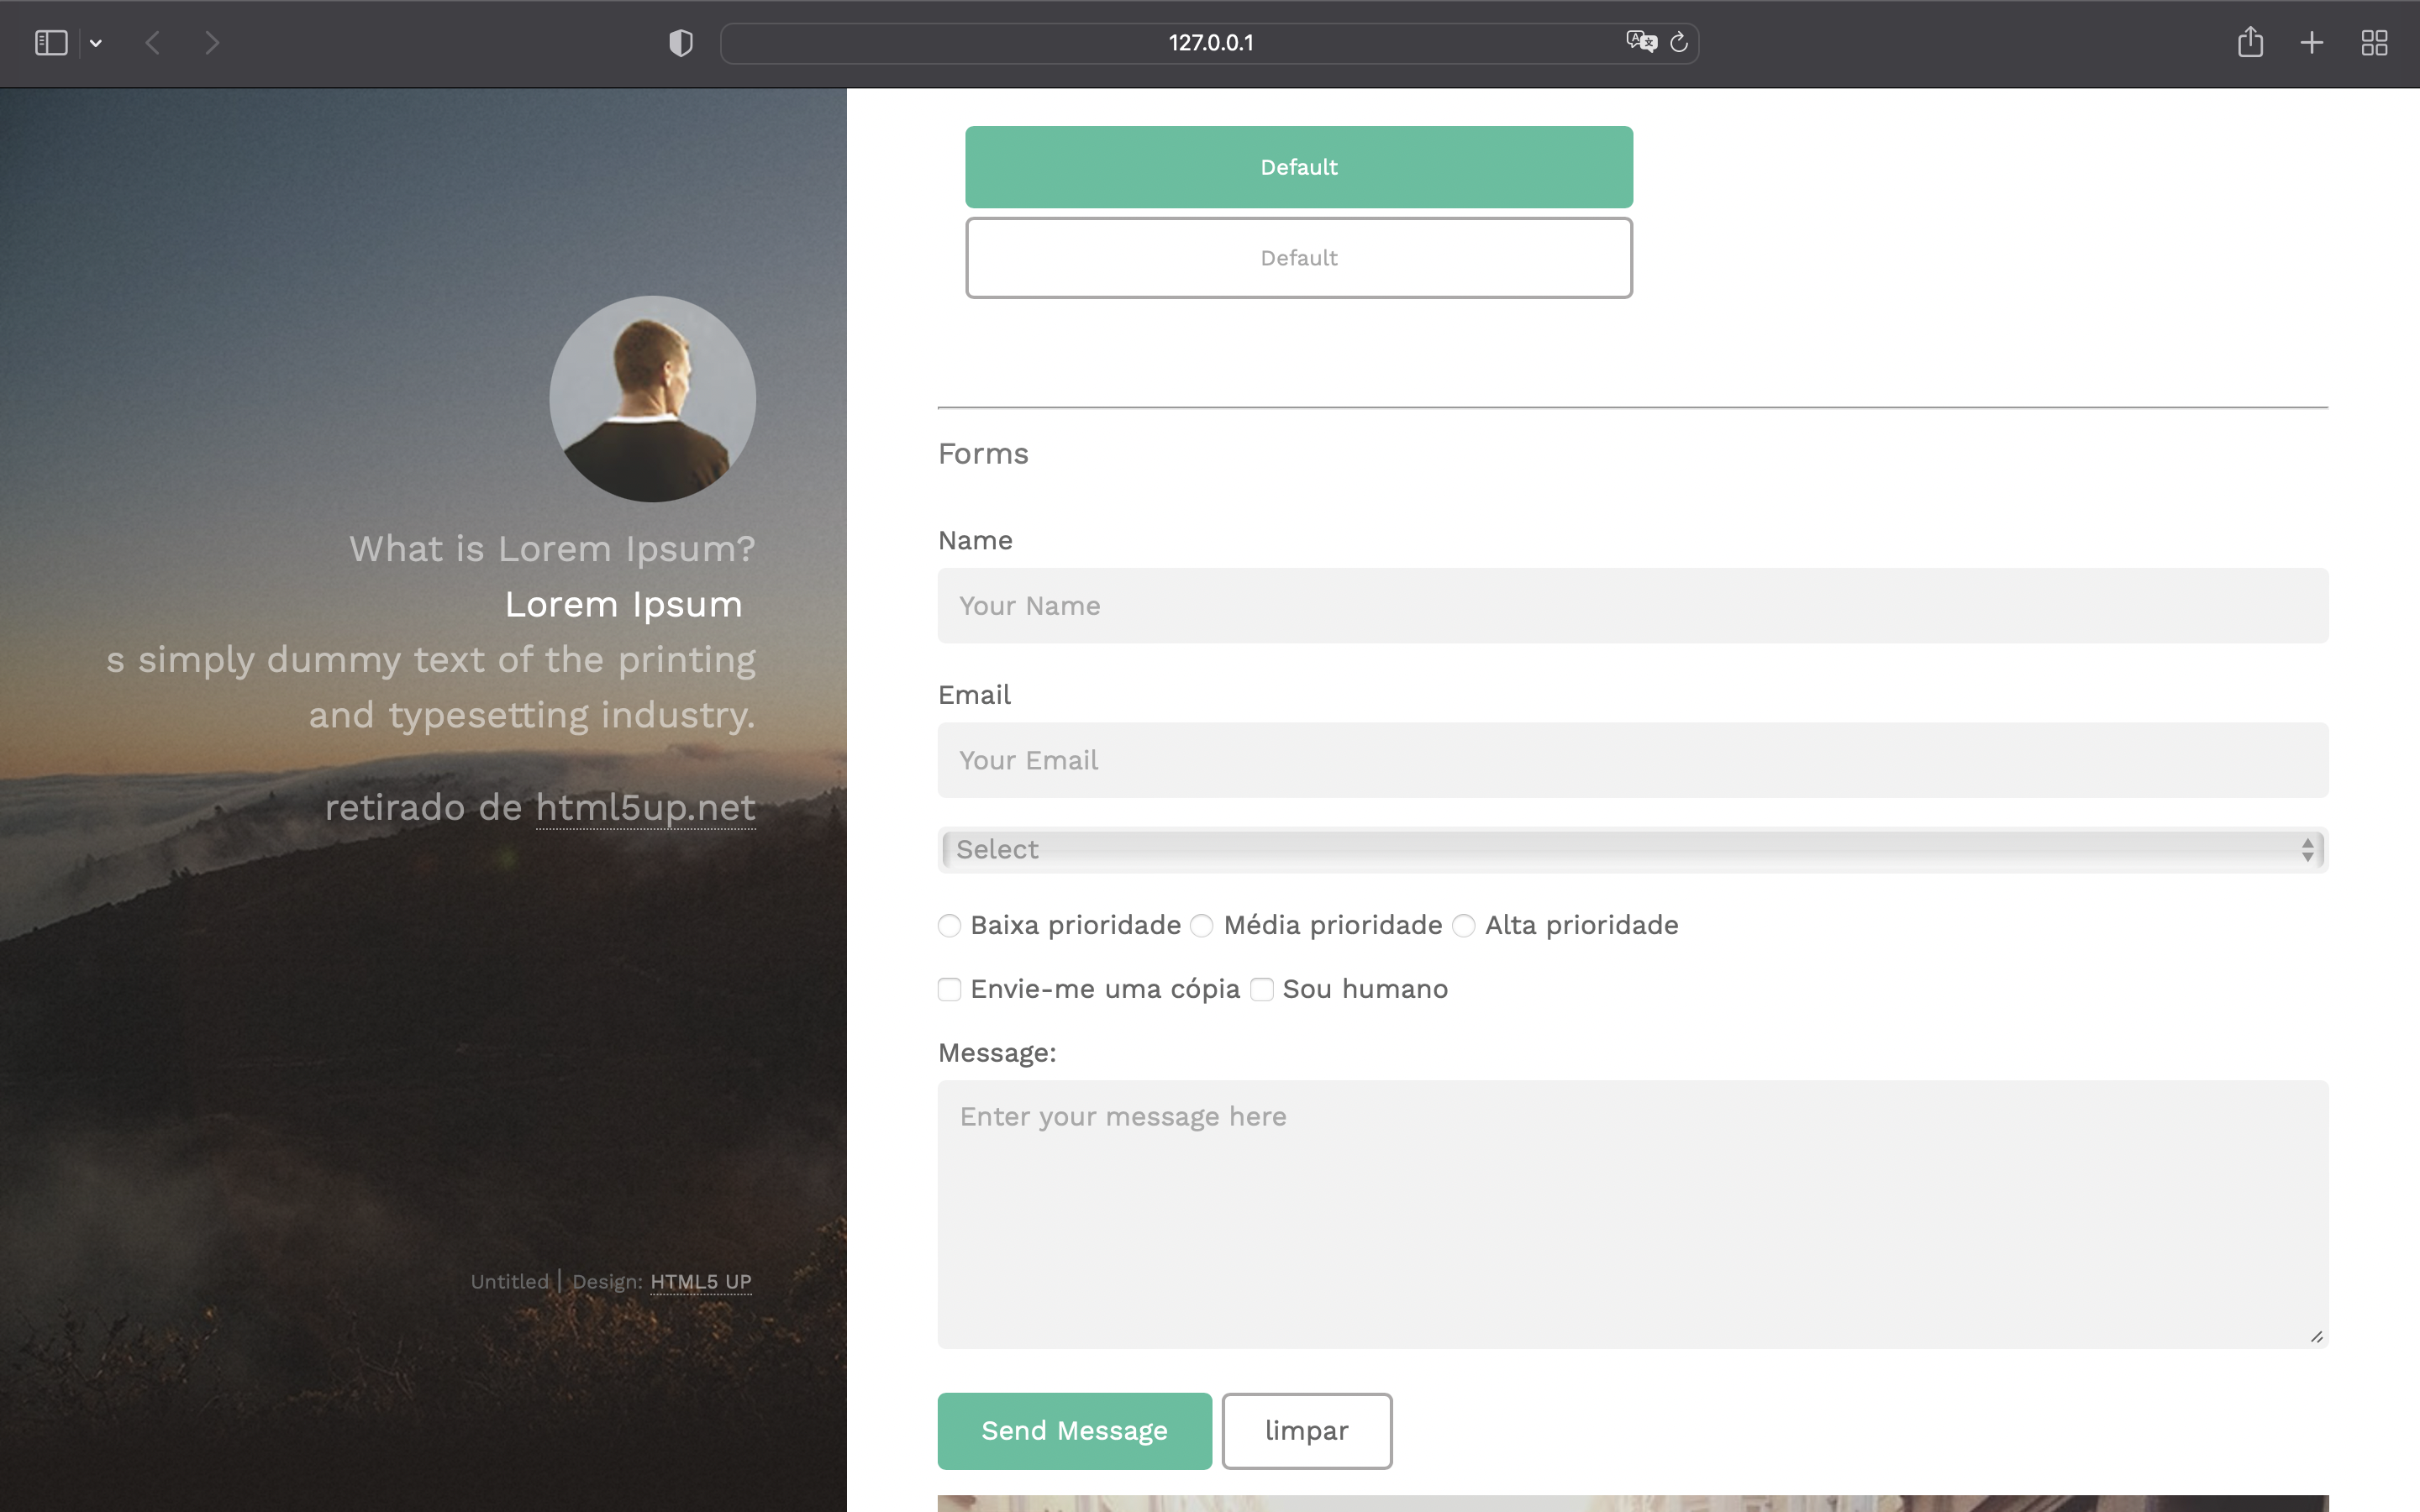 127.0.0.1
What is Lorem Ipsum?
Lorem Ipsum
s simply dummy text of the printing
and typesetting industry.
retirado de html5up.net
Untitled | Design: HTML5 UP
Default
Default
Forms
Name
Your Name
Email
Your Email
Select
Baixa prioridade Média prioridade Alta prioridade
Envie-me uma cópia Sou humano
Message:
Enter your message here
Send Message limpar